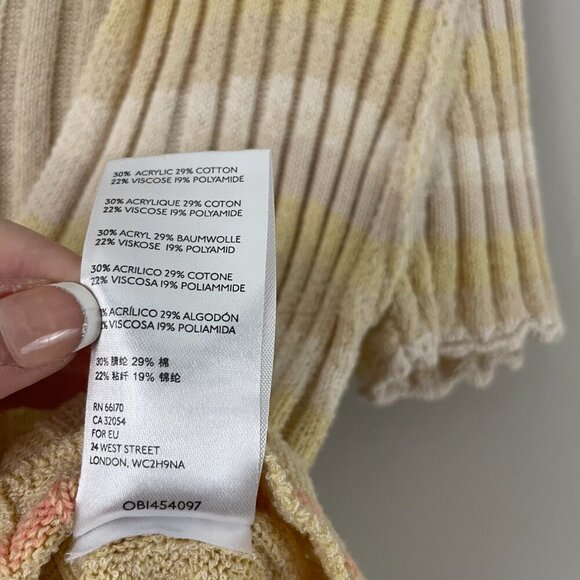 30% ACRYLIC 29% COTTON
22% VISCOSE 19% POLYAMIDE
30% ACRYLIQUE 29% COTON
22% VISCOSE 19% POLYAMIDE
30% ACRYL 29% BAUMWOLLE
22% VISKOSE 19% POLYAMID
30% ACRILICO 29% COTONE
22% VISCOSA 19% POLIAMMIDE
% ACRÍLICO 29% ALGODÓN
22% VISCOSA 19% POLIAMIDA
30% 腈纶 29% 棉
22% 粘纤 19% 锦纶
RN 66170
CA 32054
FOR EU
24 WEST STREET
LONDON, WC2H9NA
OB1454097